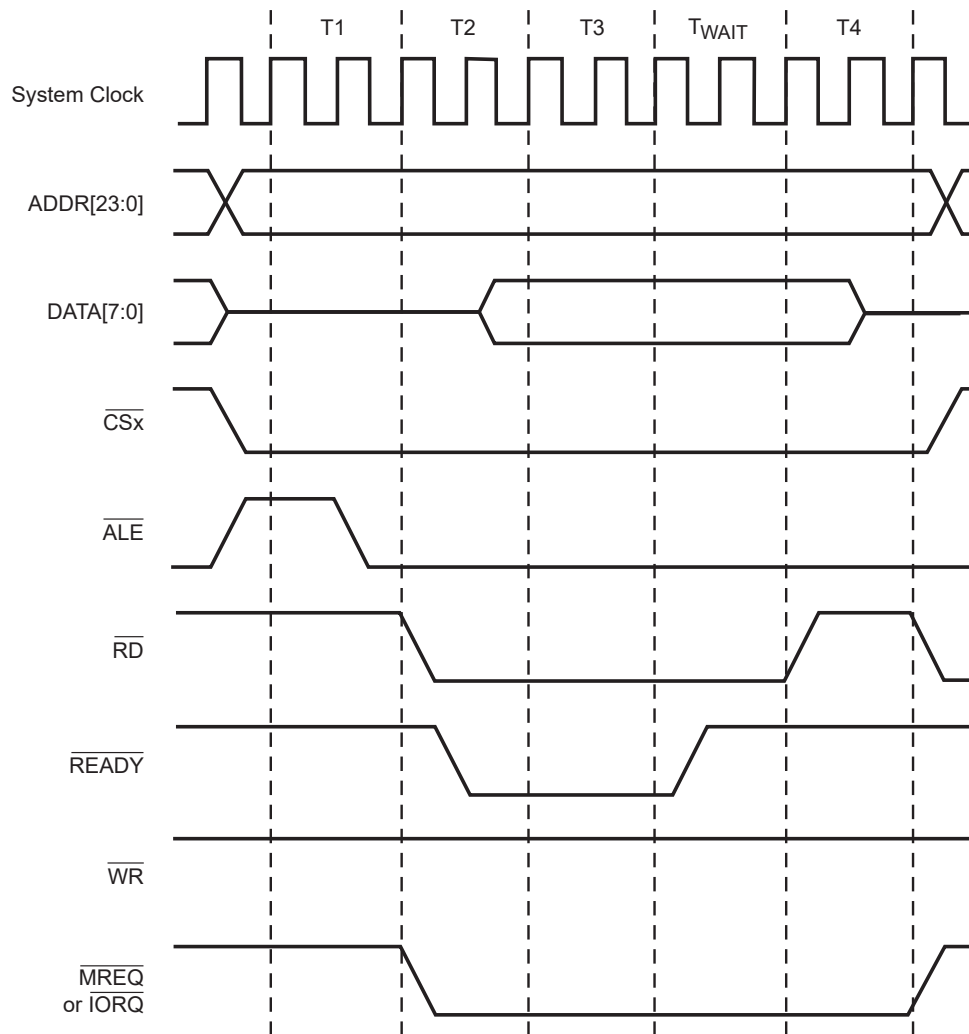 T1 T2 T3 TWAIT T4
System Clock
ADDR[23:0]
DATA[7:0]
CSx
ALE
RD
READY
WR
MREQ
or IORQ